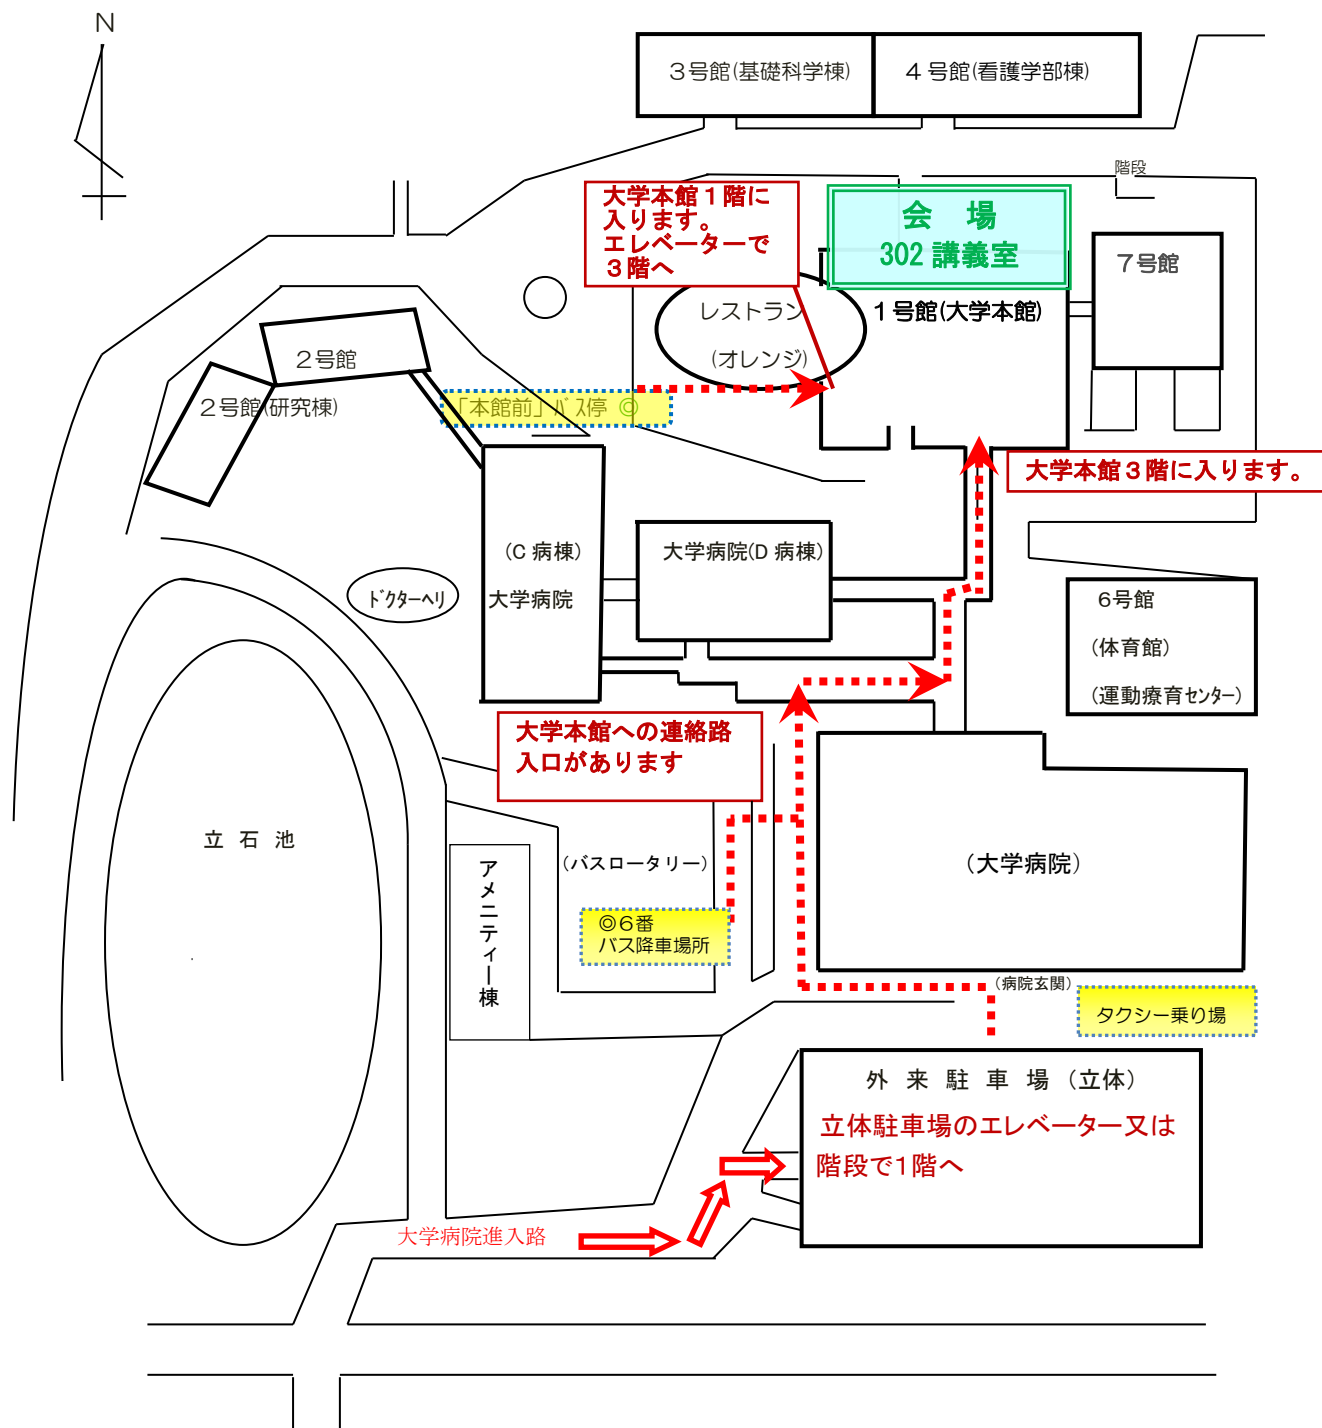 N
3号館(基礎科学棟)
4号館(看護学部棟)
階段
大学本館1階に
入ります。
エレベーターで
3階へ
会 場
302 講義室
7号館
レストラン
(オレンジ)
1号館(大学本館)
2号館
2号館(研究棟)
「本館前」バス停 ◎
大学本館3階に入ります。
(C 病棟)
大学病院
大学病院(D 病棟)
ドクターヘリ
6号館
(体育館)
(運動療育センター)
大学本館への連絡路
入口があります
立 石 池
アメニティー棟
(バスロータリー)
◎6番
バス降車場所
(大学病院)
(病院玄関)
タクシー乗り場
外 来 駐 車 場 (立体)
立体駐車場のエレベーター又は
階段で1階へ
大学病院進入路